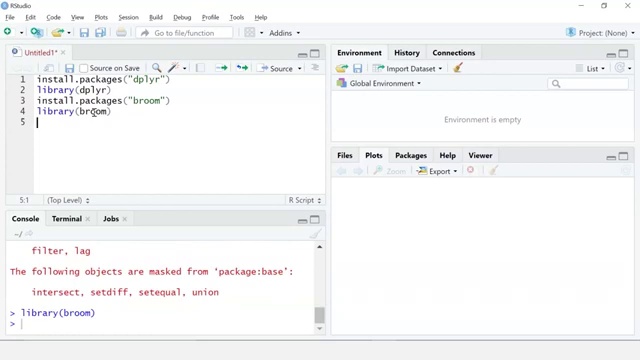 RStudio
File Edit Code View Plots Session Build Debug Profile Tools Help
Go to file/function
Addins
Project: (None)
Untitled1*
Source on Save
Source
1 install.packages("dplyr")
2 library(dplyr)
3 install.packages("broom")
4 library(broom)
5
5:1 (Top Level) R Script
Console Terminal Jobs
~/
filter, lag
The following objects are masked from ‘package:base’:
intersect, setdiff, setequal, union
> library(broom)
>
Environment History Connections
Import Dataset
List
Global Environment
Environment is empty
Files Plots Packages Help Viewer
Zoom Export